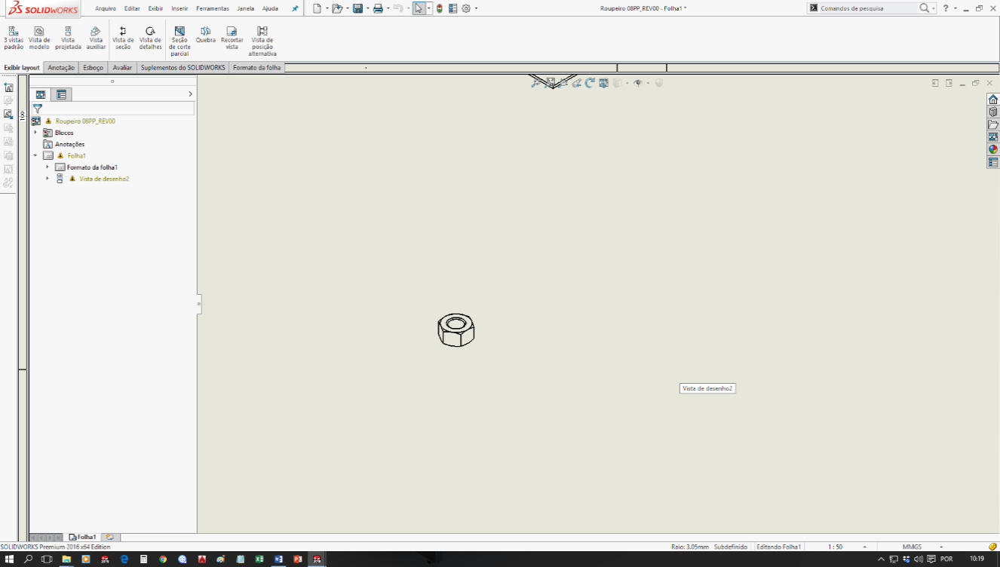 SOLIDWORKS Arquivo Editar Exibir Inserir Ferramentas Janela Ajuda Roupeiro 08PP_REV00 - Folha1 * Comandos de pesquisa
3 vistas padrão
Vista de modelo
Vista projetada
Vista auxiliar
Vista de seção
Vista de detalhes
Seção de corte parcial
Quebra
Recortar vista
Vista de posição alternativa
Exibir layout Anotação Esboço Avaliar Suplementos do SOLIDWORKS Formato da folha
100
Roupeiro 08PP_REV00
Blocos
Anotações
Folha1
Formato da folha1
Vista de desenho2
Vista de desenho2
Folha1
SOLIDWORKS Premium 2016 x64 Edition Raio: 3.05mm Subdefinido Editando Folha1 1 : 50 MMGS
POR 10:19